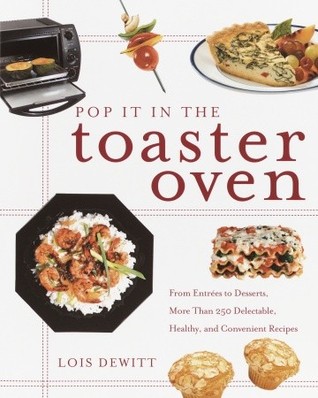 POP IT IN THE
toaster
oven
From Entrées to Desserts,
More Than 250 Delectable,
Healthy, and Convenient Recipes
LOIS DEWITT